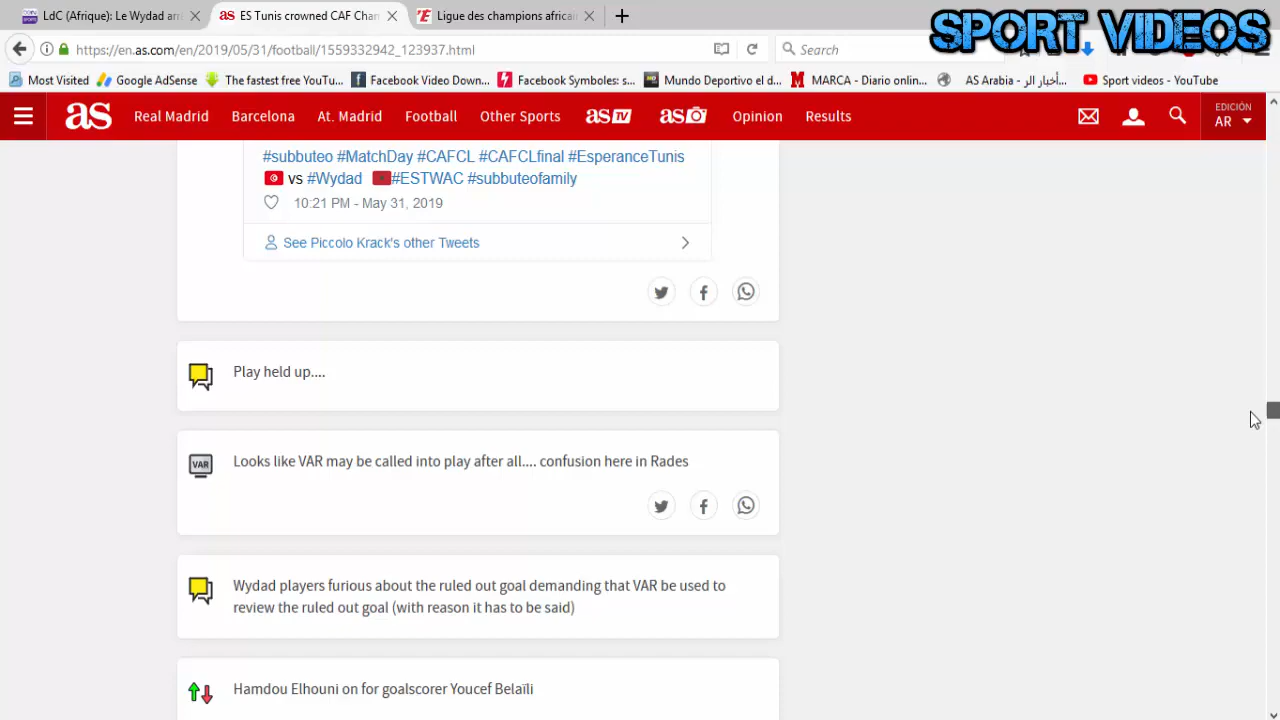 SPORT VIDEOS
LdC (Afrique): Le Wydad arr
ES Tunis crowned CAF Cham
Ligue des champions africain
https://en.as.com/en/2019/05/31/football/1559332942_123937.html
Search
Most Visited
Google AdSense
The fastest free YouTu...
Facebook Video Down...
Facebook Symboles: s...
Mundo Deportivo el d...
MARCA - Diario onlin...
AS Arabia - أخبار الر...
Sport videos - YouTube
as
Real Madrid
Barcelona
At. Madrid
Football
Other Sports
as TV
as
Opinion
Results
EDICIÓN
AR
#subbuteo #MatchDay #CAFCL #CAFCLfinal #EsperanceTunis
vs #Wydad #ESTWAC #subbuteofamily
10:21 PM - May 31, 2019
See Piccolo Krack's other Tweets
Play held up....
VAR
Looks like VAR may be called into play after all.... confusion here in Rades
Wydad players furious about the ruled out goal demanding that VAR be used to
review the ruled out goal (with reason it has to be said)
Hamdou Elhouni on for goalscorer Youcef Belaïli